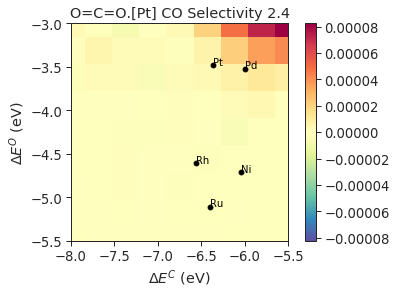 O=C=O.[Pt] CO Selectivity 2.4
−3.0
−3.5
−4.0
−4.5
−5.0
−5.5
ΔE^O (eV)
Pt
Pd
Rh
Ni
Ru
−8.0 −7.5 −7.0 −6.5 −6.0 −5.5
ΔE^C (eV)
0.00008
0.00006
0.00004
0.00002
0.00000
−0.00002
−0.00004
−0.00006
−0.00008